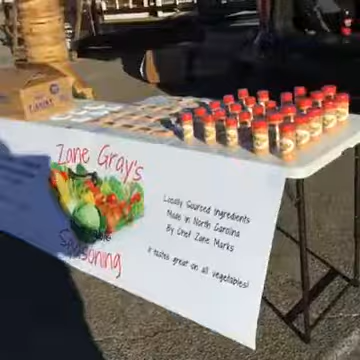 Zane Gray's
Seasoning
Locally Sourced Ingredients
Made in North Carolina
By Chef Zane Marks
It tastes great on all vegetables!